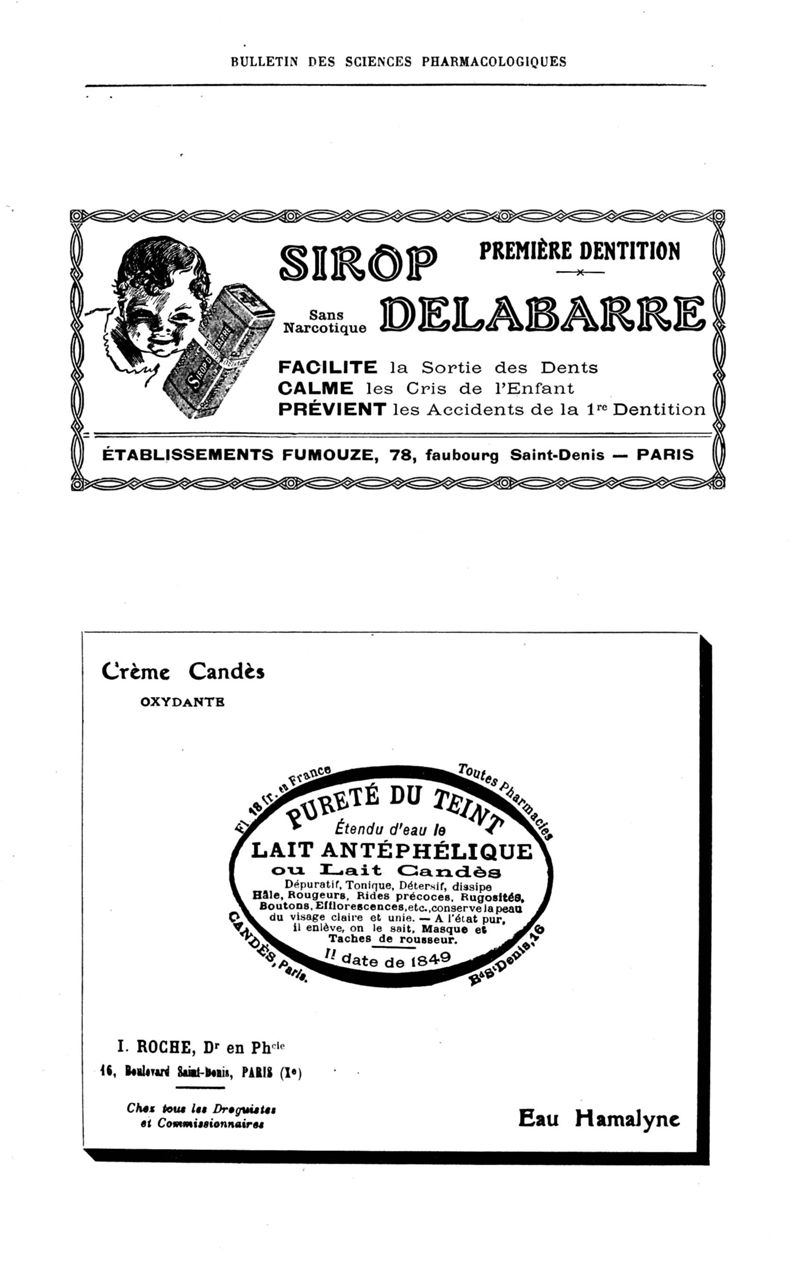 BULLETIN DES SCIENCES PHARMACOLOGIQUES
SIROP
PREMIÈRE DENTITION
Sans
Narcotique
DELABARRE
SIROP D
FACILITE la Sortie des Dents
CALME les Cris de l'Enfant
PRÉVIENT les Accidents de la 1re Dentition
ÉTABLISSEMENTS FUMOUZE, 78, faubourg Saint-Denis — PARIS
Crème Candès
OXYDANTE
Fl 18 fr. en France
Toutes Pharmacies
PURETÉ DU TEINT
Étendu d'eau le
LAIT ANTÉPHÉLIQUE
ou Lait Candès
Dépuratif, Tonique, Détersif, dissipe
Hâle, Rougeurs, Rides précoces, Rugosités,
Boutons, Efflorescences, etc., conserve la peau
du visage claire et unie. — A l'état pur,
il enlève, on le sait, Masque et
Taches de rousseur.
Il date de 1849
CANDÈS, Paris.
Bd St Denis, 16
I. ROCHE, Dr en Phcie
16, Boulevard Saint-Denis, PARIS (Xe)
Chez tous les Droguistes
et Commissionnaires
Eau Hamalyne